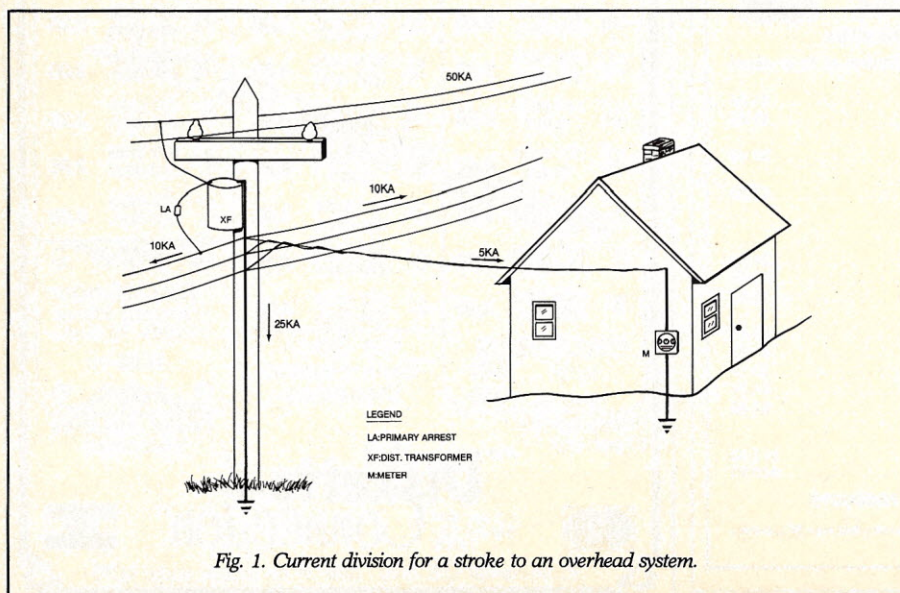 50KA
10KA
LA
XF
10KA
5KA
25KA
M
LEGEND
LA:PRIMARY ARREST
XF:DIST. TRANSFORMER
M:METER
Fig. 1. Current division for a stroke to an overhead system.